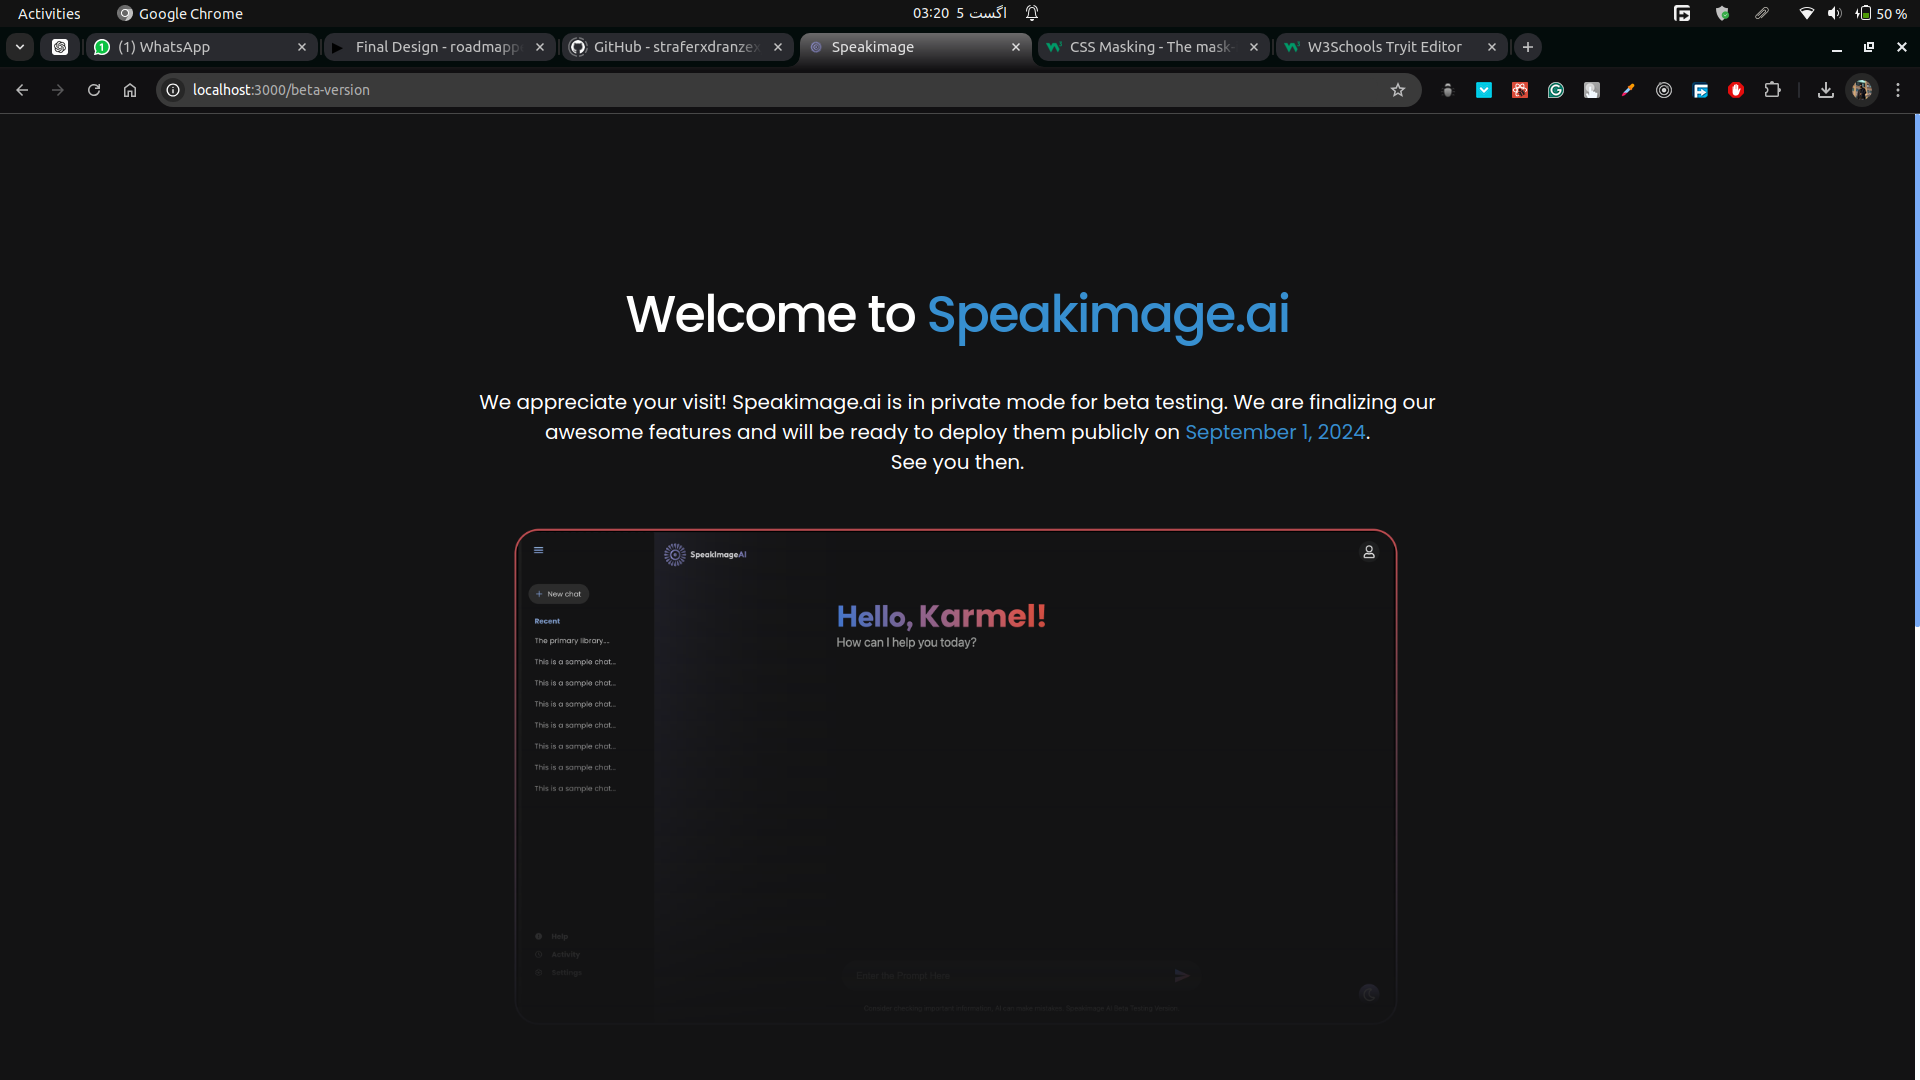 Activities
Google Chrome
03:20 5 اگست
50 %
(1) WhatsApp
Final Design - roadmapp
GitHub - straferxdranzex
Speakimage
CSS Masking - The mask-
W3Schools Tryit Editor
localhost:3000/beta-version
Welcome to Speakimage.ai
We appreciate your visit! Speakimage.ai is in private mode for beta testing. We are finalizing our
awesome features and will be ready to deploy them publicly on September 1, 2024.
See you then.
SpeakImageAI
New chat
Hello, Karmel!
How can I help you today?
Recent
The primary library...
This is a sample chat...
This is a sample chat...
This is a sample chat...
This is a sample chat...
This is a sample chat...
This is a sample chat...
This is a sample chat...
Help
Activity
Settings
Enter the Prompt Here